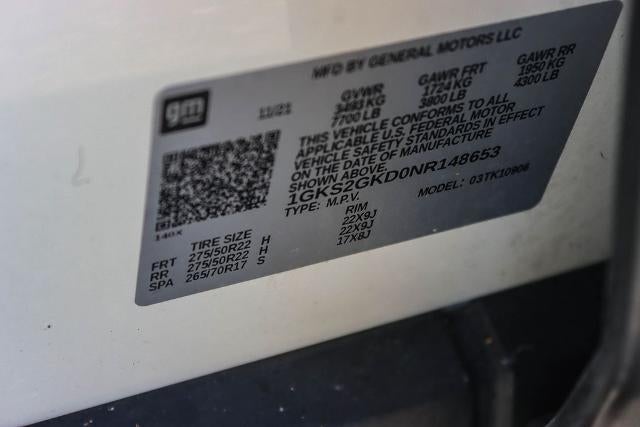 MFD BY GENERAL MOTORS LLC
gm
11/21 GVWR GAWR FRT GAWR RR
3493 KG 1724 KG 1950 KG
7700 LB 3800 LB 4300 LB
THIS VEHICLE CONFORMS TO ALL
APPLICABLE U.S. FEDERAL MOTOR
VEHICLE SAFETY STANDARDS IN EFFECT
ON THE DATE OF MANUFACTURE
SHOWN ABOVE.
1GKS2GKD0NR148653
TYPE: M.P.V. MODEL: 03TK10906
140X
TIRE SIZE RIM
FRT 275/50R22 H 22X9J
RR 275/50R22 H 22X9J
SPA 265/70R17 S 17X8J